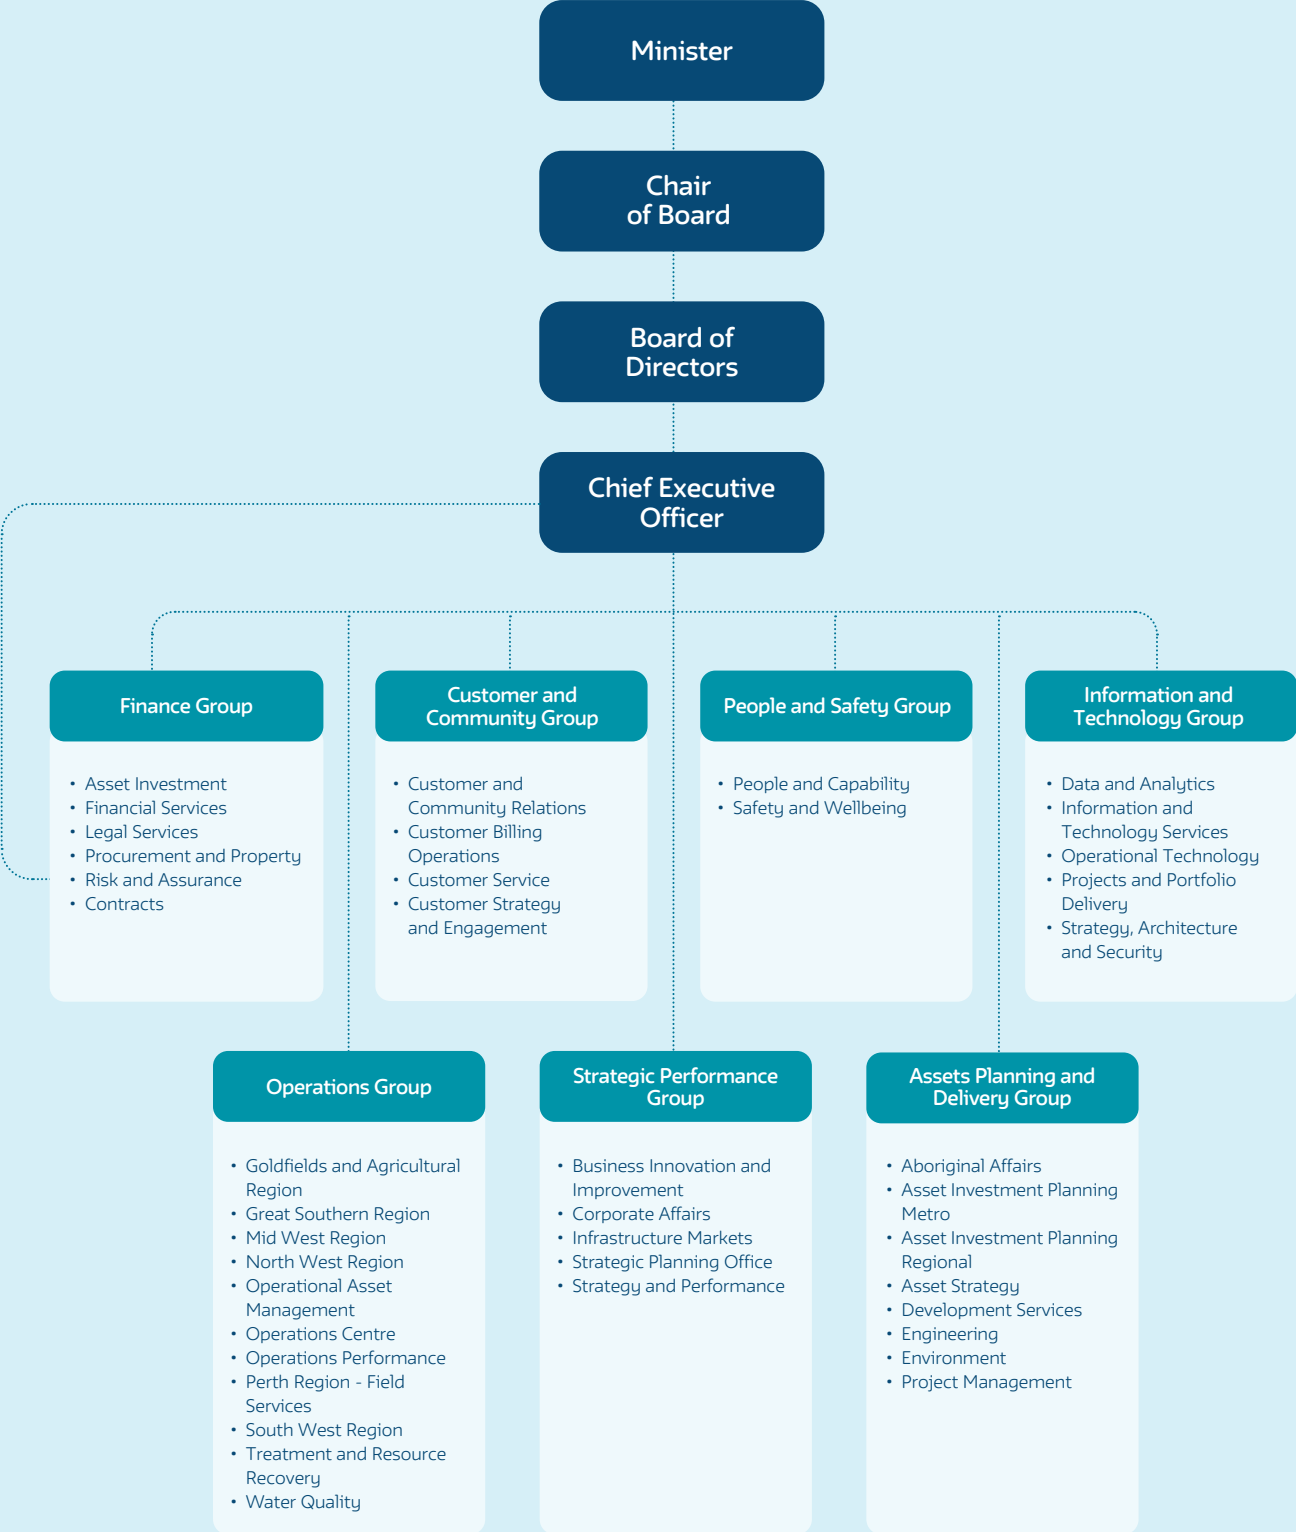 Minister
Chair
of Board
Board of
Directors
Chief Executive
Officer
Finance Group
• Asset Investment
• Financial Services
• Legal Services
• Procurement and Property
• Risk and Assurance
• Contracts
Customer and
Community Group
• Customer and
Community Relations
• Customer Billing
Operations
• Customer Service
• Customer Strategy
and Engagement
People and Safety Group
• People and Capability
• Safety and Wellbeing
Information and
Technology Group
• Data and Analytics
• Information and
Technology Services
• Operational Technology
• Projects and Portfolio
Delivery
• Strategy, Architecture
and Security
Operations Group
• Goldfields and Agricultural
Region
• Great Southern Region
• Mid West Region
• North West Region
• Operational Asset
Management
• Operations Centre
• Operations Performance
• Perth Region - Field
Services
• South West Region
• Treatment and Resource
Recovery
• Water Quality
Strategic Performance
Group
• Business Innovation and
Improvement
• Corporate Affairs
• Infrastructure Markets
• Strategic Planning Office
• Strategy and Performance
Assets Planning and
Delivery Group
• Aboriginal Affairs
• Asset Investment Planning
Metro
• Asset Investment Planning
Regional
• Asset Strategy
• Development Services
• Engineering
• Environment
• Project Management